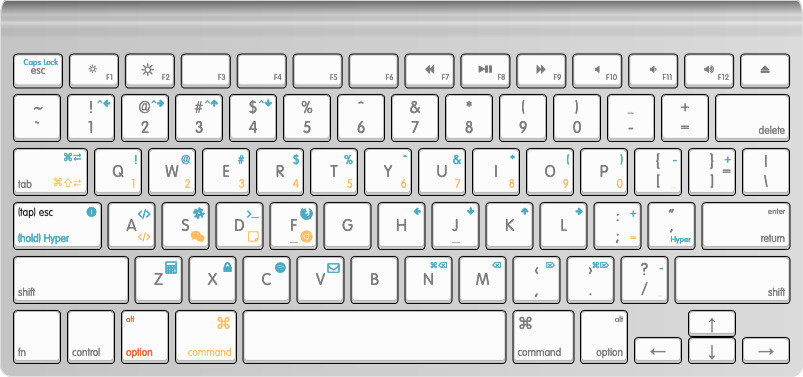 Caps Lock
esc F1 F2 F3 F4 F5 F6 F7 F8 F9 F10 F11 F12
~ ! @ # $ % ^ & * ( ) _ +
` 1 2 3 4 5 6 7 8 9 0 - = delete
! @ # $ % - & * ( ) { - } + |
tab Q W E R T Y U I O P [ ] = \
⌘⇄ ⌘⇧⇄ 1 2 3 4 5 6 7 8 9 0
(tap) esc </> >_ + " enter
A S D F G H J K L : ; =
(hold) Hyper </> , Hyper return
⌘⌫ ⌫ ‹ ⌦ › ⌘⌦ ? -
shift Z X C V B N M , . / shift
alt ⌘ ⌘ alt
fn control option command command option ← ↑ ↓ →